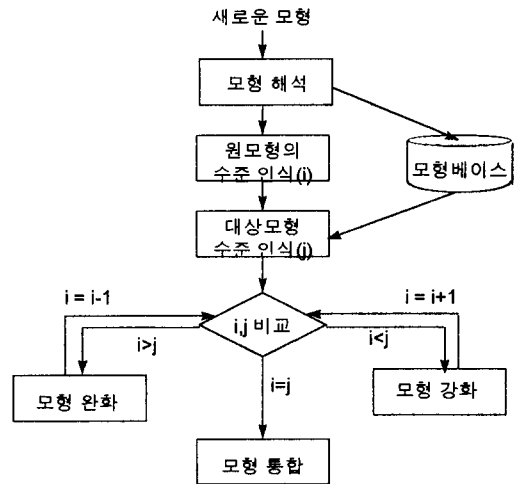 새로운 모형
모형 해석
원모형의
수준 인식(i)
모형베이스
대상모형
수준 인식(j)
i = i-1
i = i+1
i,j 비교
i>j
i<j
모형 완화
i=j
모형 강화
모형 통합